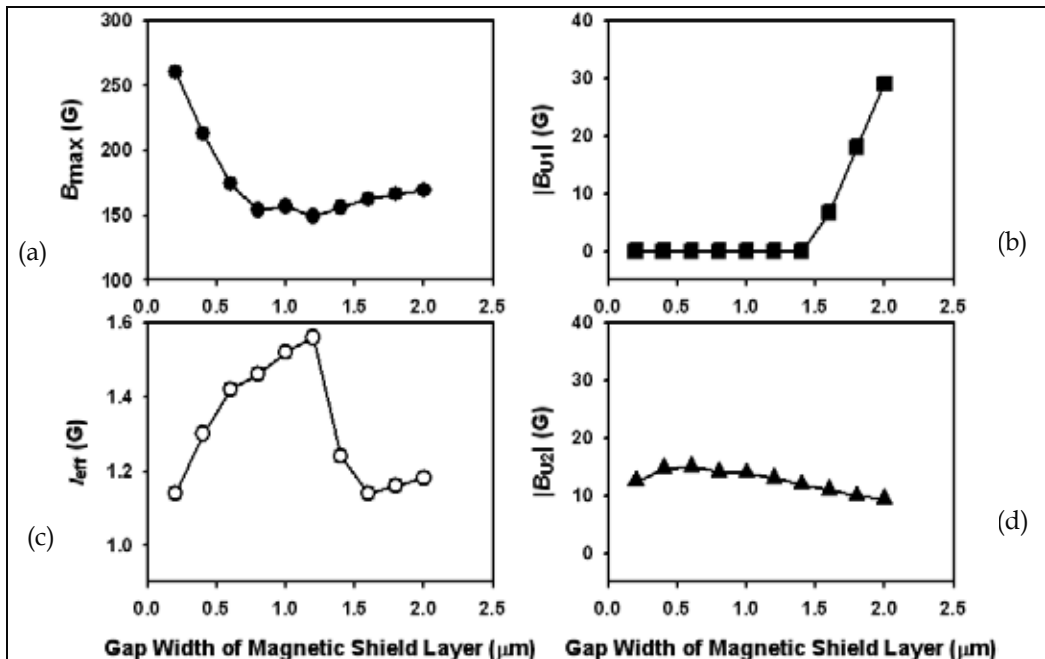 300
250
200
150
100
Bmax (G)
(a)
0.0 0.5 1.0 1.5 2.0 2.5
40
30
20
10
0
|BU1| (G)
(b)
0.0 0.5 1.0 1.5 2.0 2.5
1.6
1.4
1.2
1.0
leff (G)
(c)
0.0 0.5 1.0 1.5 2.0 2.5
Gap Width of Magnetic Shield Layer (μm)
40
30
20
10
0
|BU2| (G)
(d)
0.0 0.5 1.0 1.5 2.0 2.5
Gap Width of Magnetic Shield Layer (μm)